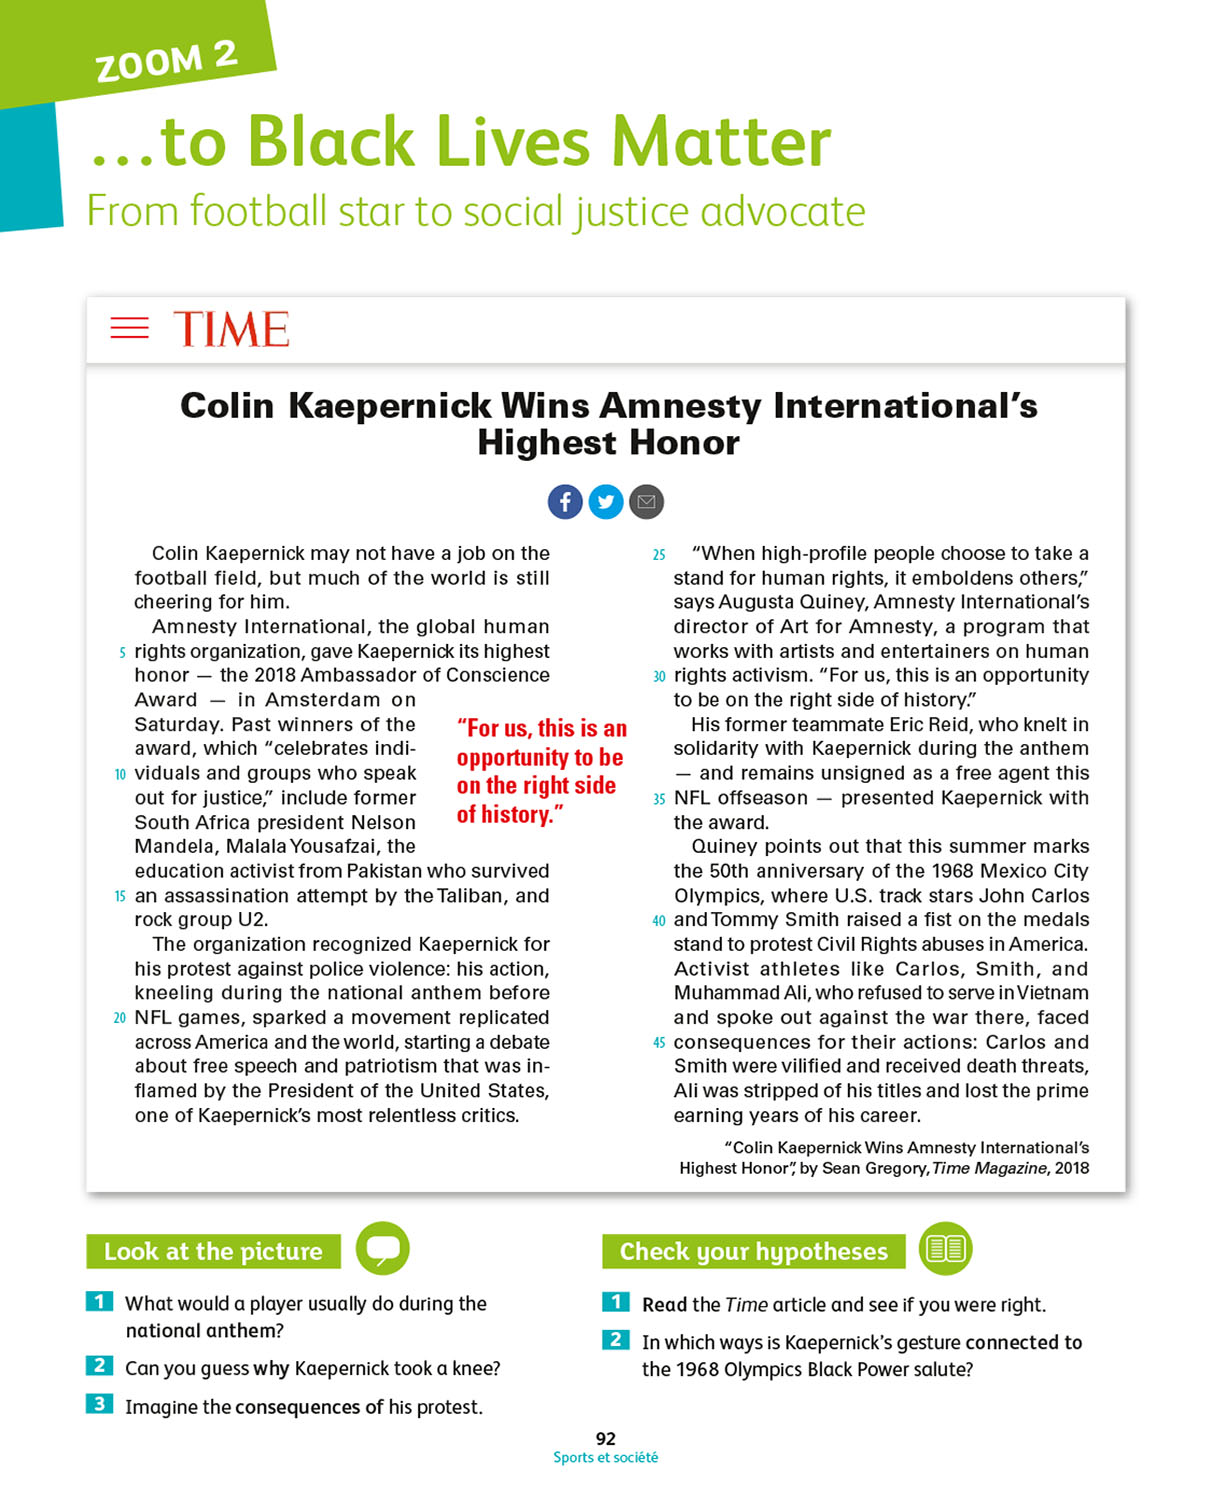 ZOOM 2
...to Black Lives Matter
From football star to social justice advocate
TIME
Colin Kaepernick Wins Amnesty International's
Highest Honor
Colin Kaepernick may not have a job on the
football field, but much of the world is still
cheering for him.
Amnesty International, the global human
5 rights organization, gave Kaepernick its highest
honor — the 2018 Ambassador of Conscience
Award — in Amsterdam on
Saturday. Past winners of the
award, which “celebrates indi-
10 viduals and groups who speak
out for justice,” include former
South Africa president Nelson
Mandela, Malala Yousafzai, the
education activist from Pakistan who survived
15 an assassination attempt by the Taliban, and
rock group U2.
The organization recognized Kaepernick for
his protest against police violence: his action,
kneeling during the national anthem before
20 NFL games, sparked a movement replicated
across America and the world, starting a debate
about free speech and patriotism that was in-
flamed by the President of the United States,
one of Kaepernick's most relentless critics.
“For us, this is an
opportunity to be
on the right side
of history.”
25 “When high-profile people choose to take a
stand for human rights, it emboldens others,”
says Augusta Quiney, Amnesty International's
director of Art for Amnesty, a program that
works with artists and entertainers on human
30 rights activism. “For us, this is an opportunity
to be on the right side of history.”
His former teammate Eric Reid, who knelt in
solidarity with Kaepernick during the anthem
— and remains unsigned as a free agent this
35 NFL offseason — presented Kaepernick with
the award.
Quiney points out that this summer marks
the 50th anniversary of the 1968 Mexico City
Olympics, where U.S. track stars John Carlos
40 and Tommy Smith raised a fist on the medals
stand to protest Civil Rights abuses in America.
Activist athletes like Carlos, Smith, and
Muhammad Ali, who refused to serve in Vietnam
and spoke out against the war there, faced
45 consequences for their actions: Carlos and
Smith were vilified and received death threats,
Ali was stripped of his titles and lost the prime
earning years of his career.
“Colin Kaepernick Wins Amnesty International's
Highest Honor”, by Sean Gregory, Time Magazine, 2018
Look at the picture
1 What would a player usually do during the
national anthem?
2 Can you guess why Kaepernick took a knee?
3 Imagine the consequences of his protest.
Check your hypotheses
1 Read the Time article and see if you were right.
2 In which ways is Kaepernick's gesture connected to
the 1968 Olympics Black Power salute?
92
Sports et société